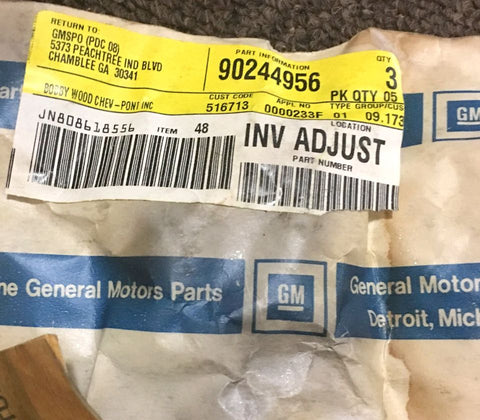 RETURN TO:
GMSPO (PDC 08)
5373 PEACHTREE IND BLVD
CHAMBLEE GA 30341
PART INFORMATION
90244956
QTY
3
PK QTY 05
BOBBY WOOD CHEV-PONT INC
CUST CODE
516713
APPL NO
0000233F
TYPE GROUP/CUS
01 09.173
JN808618556
ITEM 48
LOCATION
INV ADJUST
PART NUMBER
GM
ne General Motors Parts
GM
General Motor
Detroit, Mich